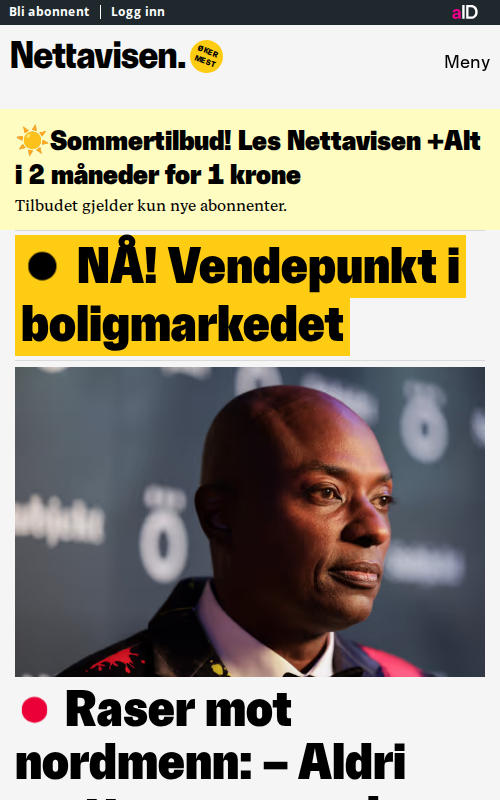 Bli abonnent | Logg inn
aID
Nettavisen.
ØKER
MEST
Meny
☀️Sommertilbud! Les Nettavisen +Alt
i 2 måneder for 1 krone
Tilbudet gjelder kun nye abonnenter.
NÅ! Vendepunkt i
boligmarkedet
Raser mot
nordmenn: – Aldri